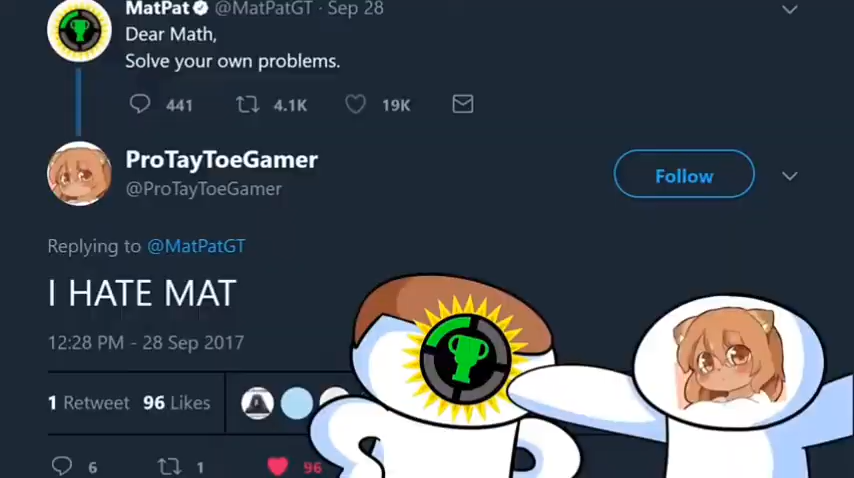 MatPat @MatPatGT · Sep 28
Dear Math,
Solve your own problems.
441 4.1K 19K
ProTayToeGamer
@ProTayToeGamer
Follow
Replying to @MatPatGT
I HATE MAT
12:28 PM - 28 Sep 2017
1 Retweet 96 Likes
6 1 96